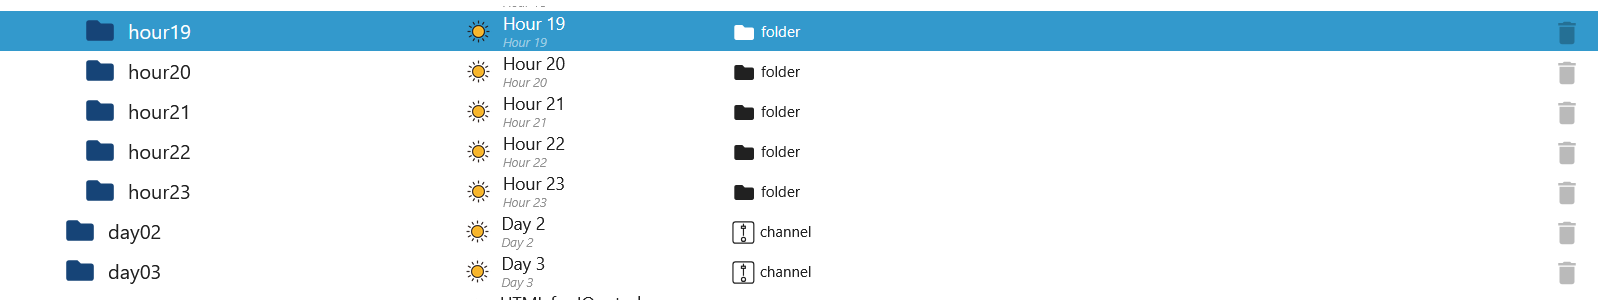 hour19 Hour 19 folder
Hour 19
hour20 Hour 20 folder
Hour 20
hour21 Hour 21 folder
Hour 21
hour22 Hour 22 folder
Hour 22
hour23 Hour 23 folder
Hour 23
day02 Day 2 channel
Day 2
day03 Day 3 channel
Day 3